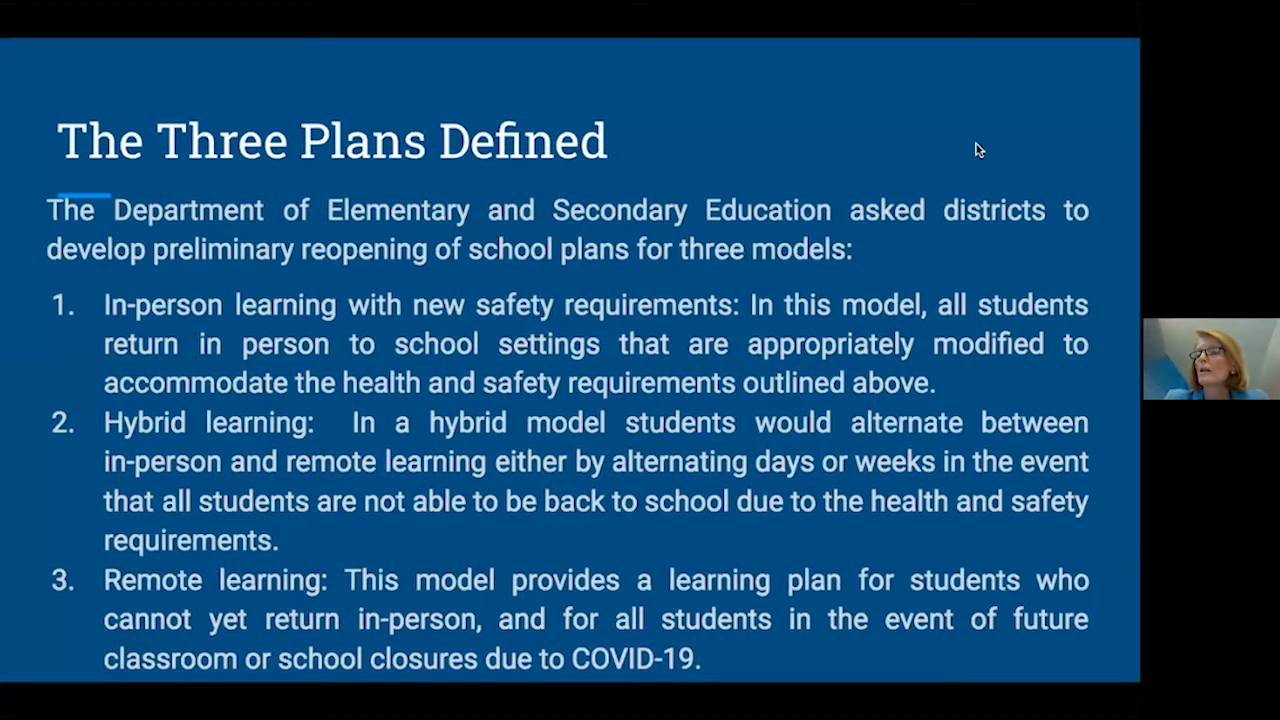 The Three Plans Defined
The Department of Elementary and Secondary Education asked districts to
develop preliminary reopening of school plans for three models:
1. In-person learning with new safety requirements: In this model, all students
return in person to school settings that are appropriately modified to
accommodate the health and safety requirements outlined above.
2. Hybrid learning: In a hybrid model students would alternate between
in-person and remote learning either by alternating days or weeks in the event
that all students are not able to be back to school due to the health and safety
requirements.
3. Remote learning: This model provides a learning plan for students who
cannot yet return in-person, and for all students in the event of future
classroom or school closures due to COVID-19.